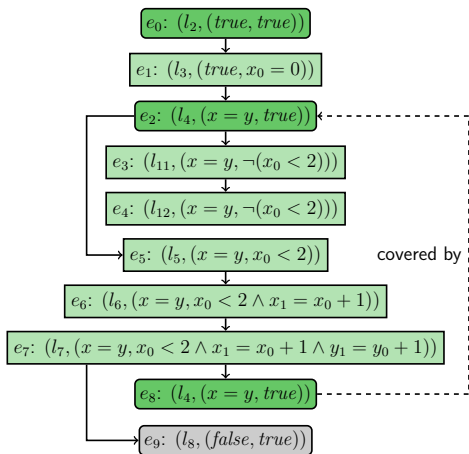 e₀: (l₂, (true, true))
e₁: (l₃, (true, x₀ = 0))
e₂: (l₄, (x = y, true))
e₃: (l₁₁, (x = y, ¬(x₀ < 2)))
e₄: (l₁₂, (x = y, ¬(x₀ < 2)))
e₅: (l₅, (x = y, x₀ < 2))
covered by
e₆: (l₆, (x = y, x₀ < 2 ∧ x₁ = x₀ + 1))
e₇: (l₇, (x = y, x₀ < 2 ∧ x₁ = x₀ + 1 ∧ y₁ = y₀ + 1))
e₈: (l₄, (x = y, true))
e₉: (l₈, (false, true))